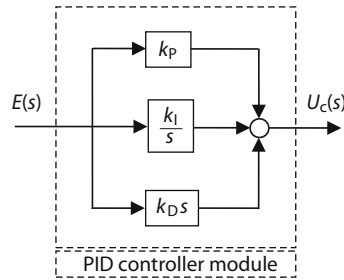 k_P
E(s)
U_c(s)
k_I
s
k_D s
PID controller module